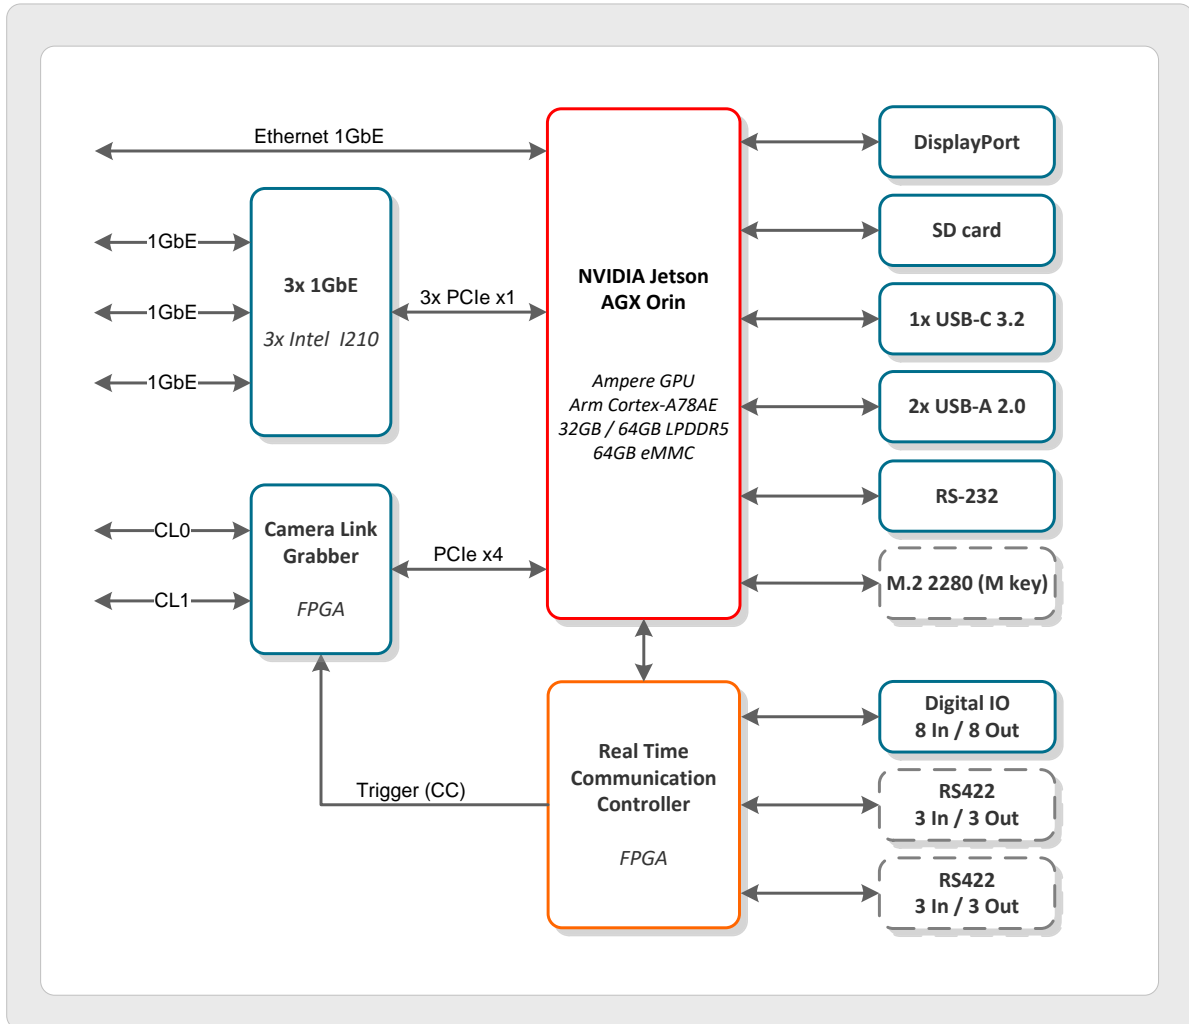 Ethernet 1GbE
1GbE
1GbE
1GbE
3x 1GbE
3x Intel I210
3x PCIe x1
NVIDIA Jetson
AGX Orin
Ampere GPU
Arm Cortex-A78AE
32GB / 64GB LPDDR5
64GB eMMC
DisplayPort
SD card
1x USB-C 3.2
2x USB-A 2.0
RS-232
M.2 2280 (M key)
CL0
CL1
Camera Link
Grabber
FPGA
PCIe x4
Trigger (CC)
Real Time
Communication
Controller
FPGA
Digital IO
8 In / 8 Out
RS422
3 In / 3 Out
RS422
3 In / 3 Out